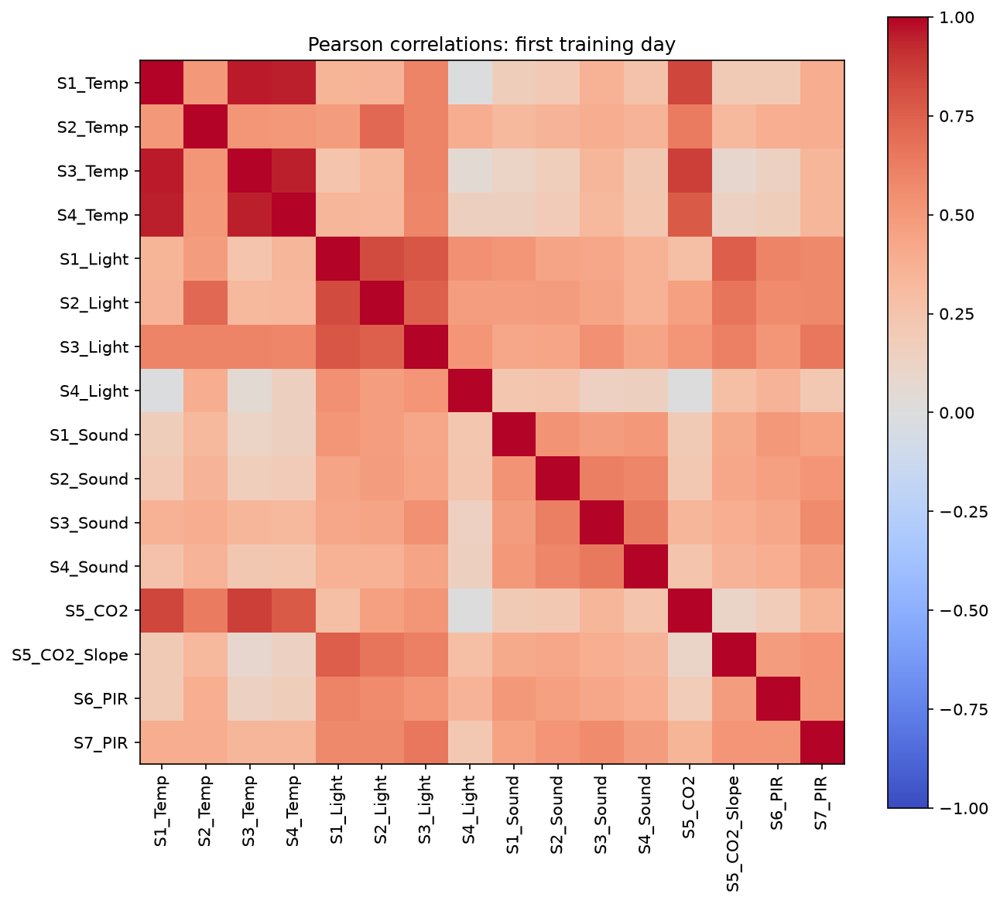 Pearson correlations: first training day
S1_Temp
S2_Temp
S3_Temp
S4_Temp
S1_Light
S2_Light
S3_Light
S4_Light
S1_Sound
S2_Sound
S3_Sound
S4_Sound
S5_CO2
S5_CO2_Slope
S6_PIR
S7_PIR
S1_Temp
S2_Temp
S3_Temp
S4_Temp
S1_Light
S2_Light
S3_Light
S4_Light
S1_Sound
S2_Sound
S3_Sound
S4_Sound
S5_CO2
S5_CO2_Slope
S6_PIR
S7_PIR
1.00
0.75
0.50
0.25
0.00
−0.25
−0.50
−0.75
−1.00